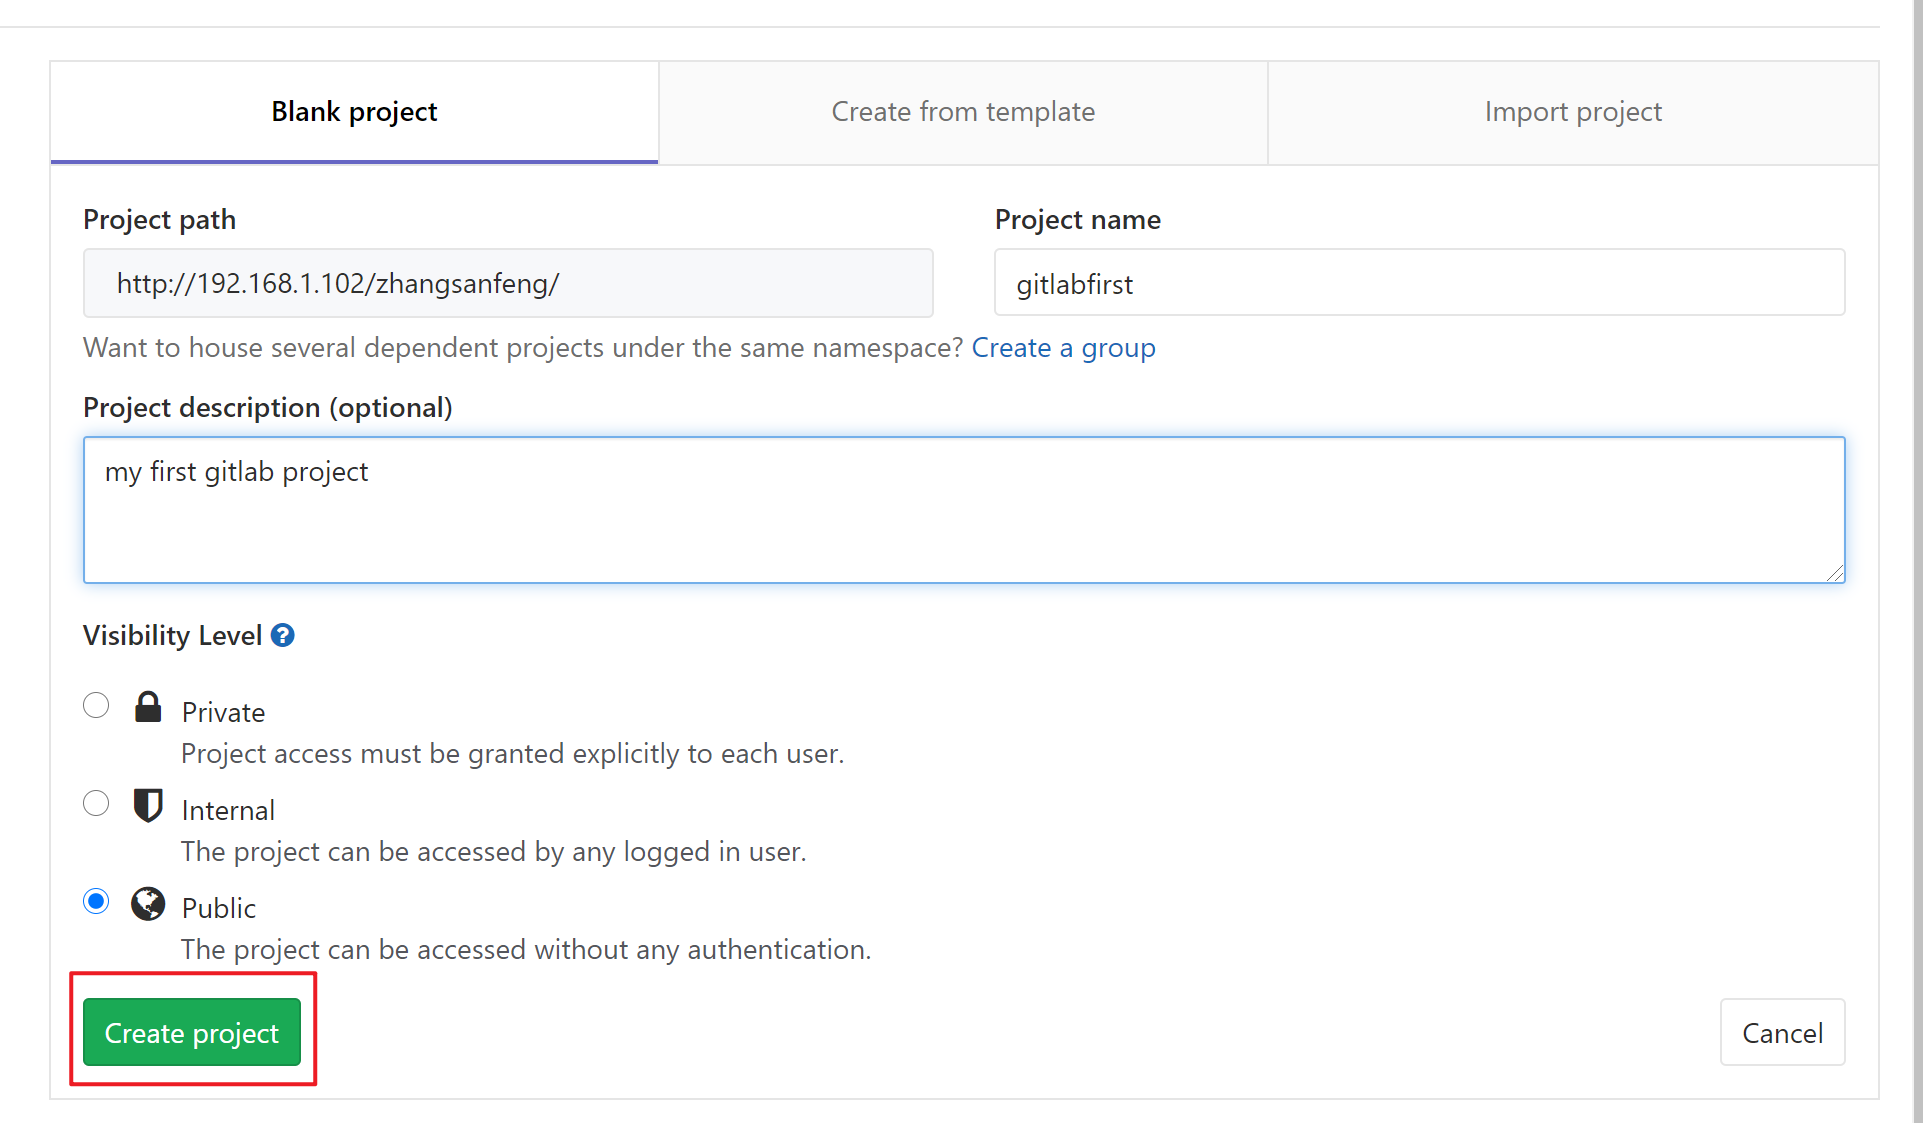 Blank project
Create from template
Import project
Project path
Project name
http://192.168.1.102/zhangsanfeng/
gitlabfirst
Want to house several dependent projects under the same namespace? Create a group
Project description (optional)
my first gitlab project
Visibility Level ?
Private
Project access must be granted explicitly to each user.
Internal
The project can be accessed by any logged in user.
Public
The project can be accessed without any authentication.
Create project
Cancel